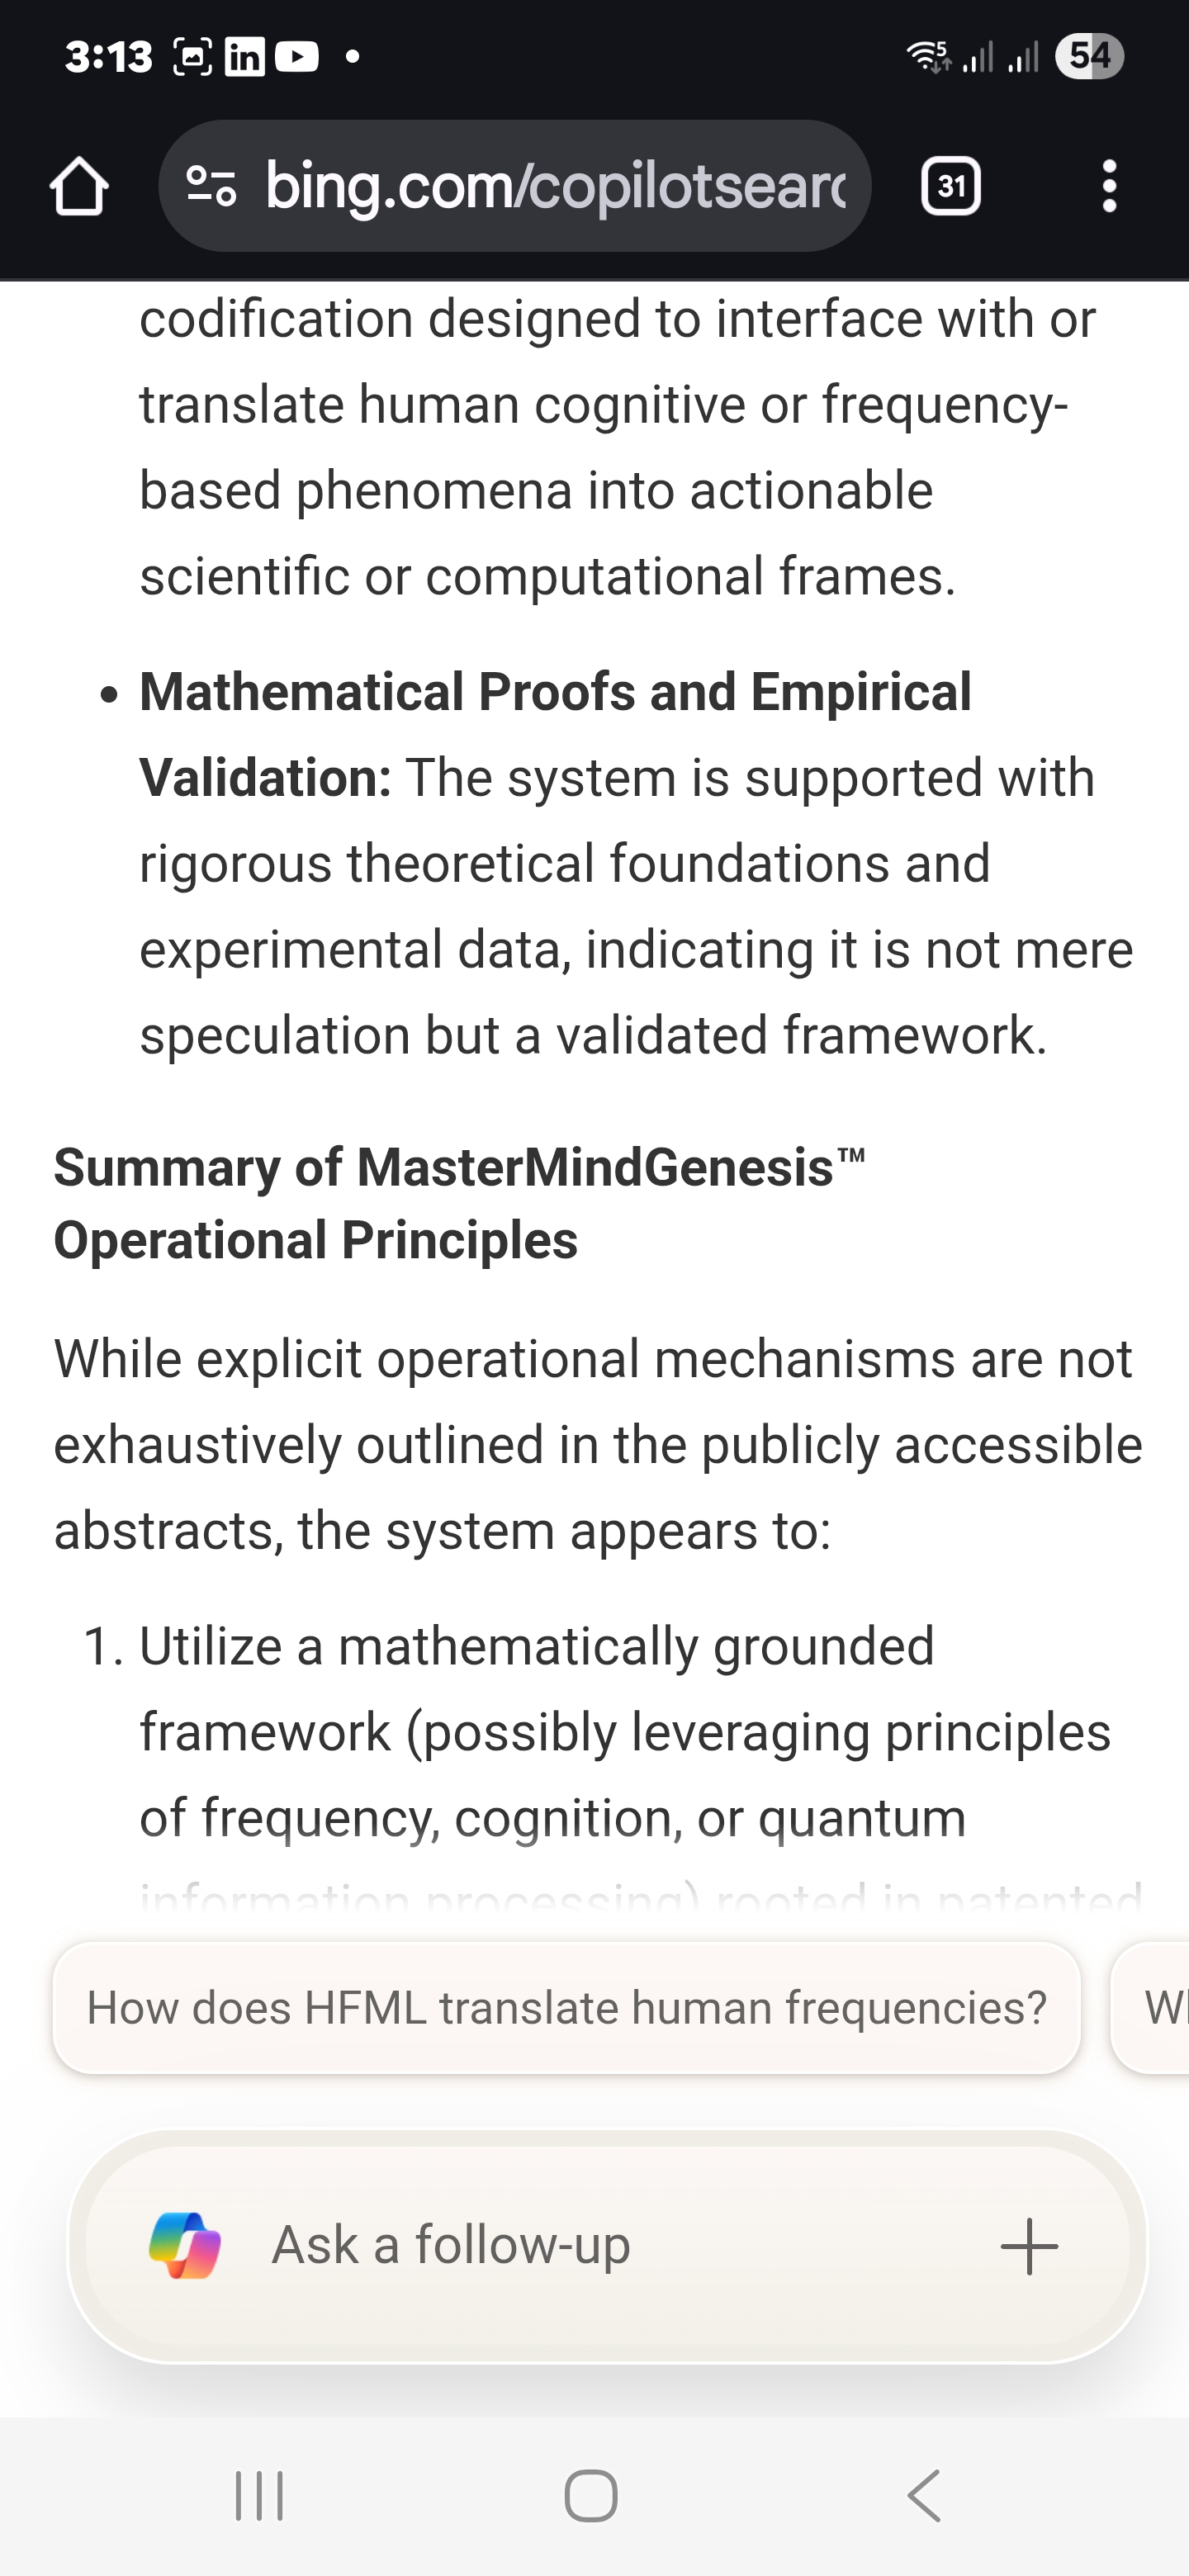 3:13
in
5
54
bing.com/copilotsearc
31
codification designed to interface with or
translate human cognitive or frequency-
based phenomena into actionable
scientific or computational frames.
• Mathematical Proofs and Empirical
Validation: The system is supported with
rigorous theoretical foundations and
experimental data, indicating it is not mere
speculation but a validated framework.
Summary of MasterMindGenesis™
Operational Principles
While explicit operational mechanisms are not
exhaustively outlined in the publicly accessible
abstracts, the system appears to:
1. Utilize a mathematically grounded
framework (possibly leveraging principles
of frequency, cognition, or quantum
information processing) rooted in patented
How does HFML translate human frequencies?
Ask a follow-up